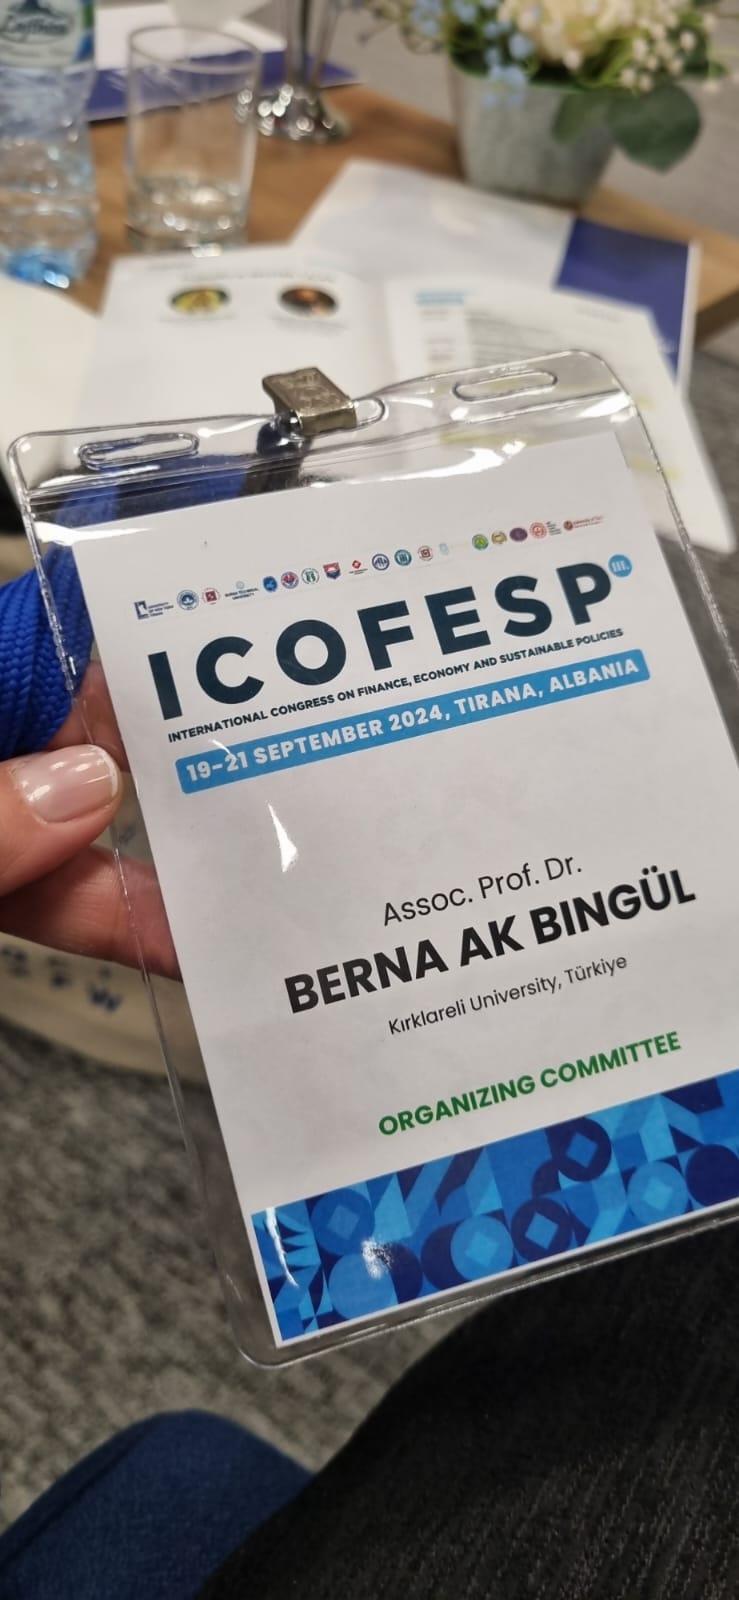 ICOFESP III.
INTERNATIONAL CONGRESS ON FINANCE, ECONOMY AND SUSTAINABLE POLICIES
19-21 SEPTEMBER 2024, TIRANA, ALBANIA
Assoc. Prof. Dr.
BERNA AK BINGÜL
Kırklareli University, Türkiye
ORGANIZING COMMITTEE